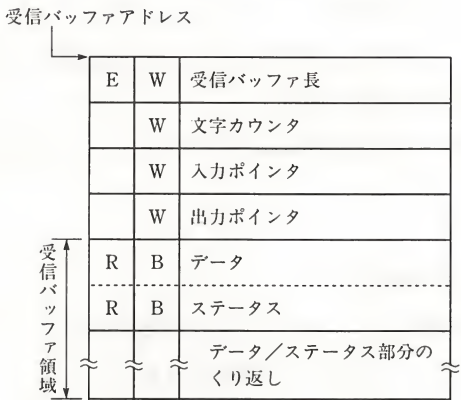 受信バッファアドレス
E W 受信バッファ長
W 文字カウンタ
W 入力ポインタ
W 出力ポインタ
R B データ
R B ステータス
データ／ステータス部分の
くり返し
受信バッファ領域